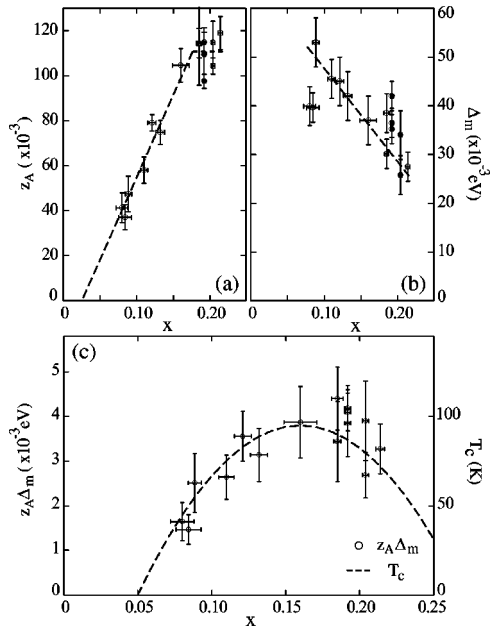 120
100
80
60
40
20
0
z_A (x10^-3)
(a)
0
0.10
0.20
x
60
50
40
30
20
10
0
Δ_m (x10^-3 eV)
(b)
0
0.10
0.20
x
(c)
5
4
3
2
1
0
z_AΔ_m (x10^-3 eV)
100
50
0
T_c (K)
z_AΔ_m
T_c
0
0.05
0.10
0.15
0.20
0.25
x